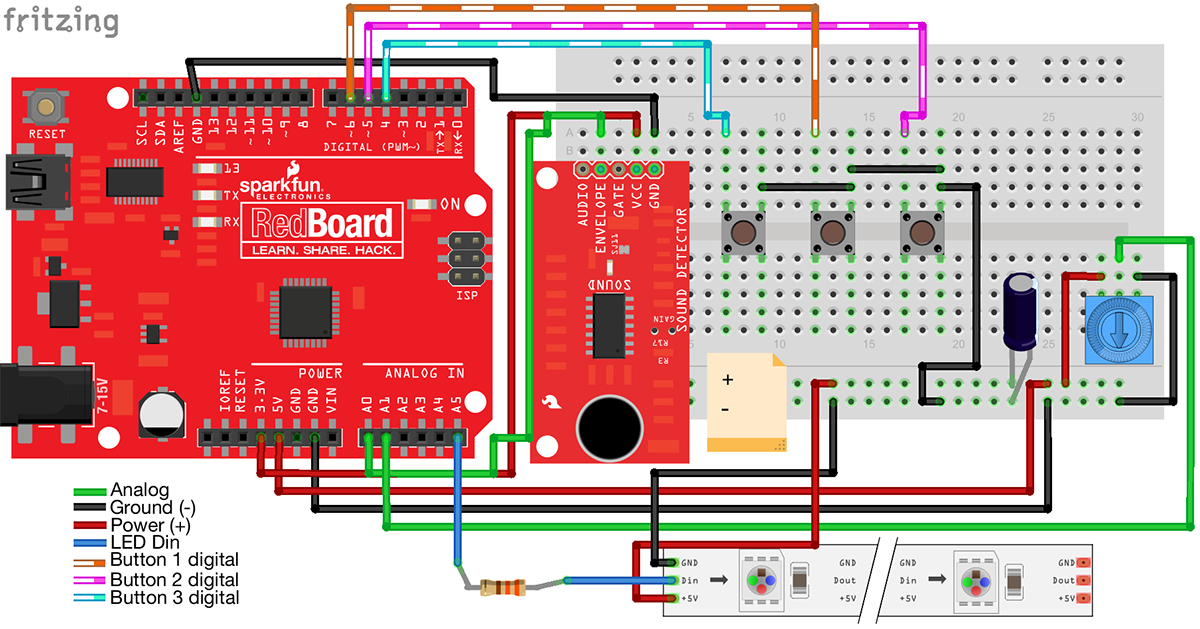 fritzing
RESET
SCL
SDA
AREF
GND
13
12
~11
~10
~9
8
7
~6
~5
4
~3
2
TX→1
RX←0
DIGITAL (PWM~)
13
TX
RX
sparkfun
ELECTRONICS
RedBoard
LEARN. SHARE. HACK.
ON
ISP
7-15V
POWER
ANALOG IN
IOREF
RESET
3.3V
5V
GND
GND
VIN
A0
A1
A2
A3
A4
A5
AUDIO
ENVELOPE
GATE
VCC
GND
SJ1
SOUND
SOUND DETECTOR
GAIN
R17
R3
A
B
5
10
15
20
25
30
15
20
25
+
-
Analog
Ground (-)
Power (+)
LED Din
Button 1 digital
Button 2 digital
Button 3 digital
GND
Din
+5V
GND
Dout
+5V
GND
Din
+5V
GND
Dout
+5V